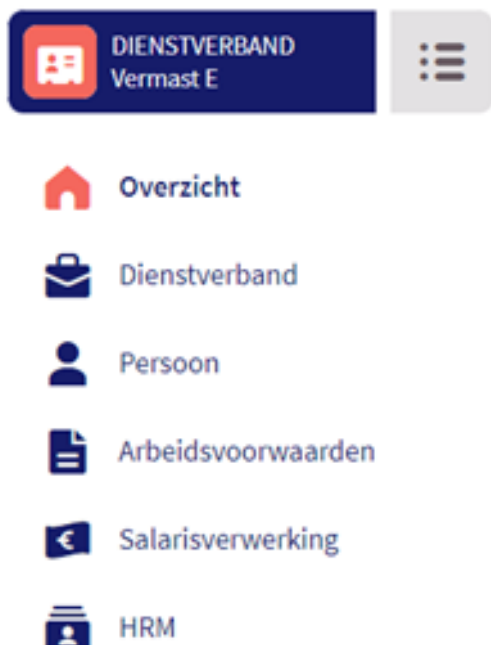 DIENSTVERBAND
Vermast E
Overzicht
Dienstverband
Persoon
Arbeidsvoorwaarden
Salarisverwerking
HRM